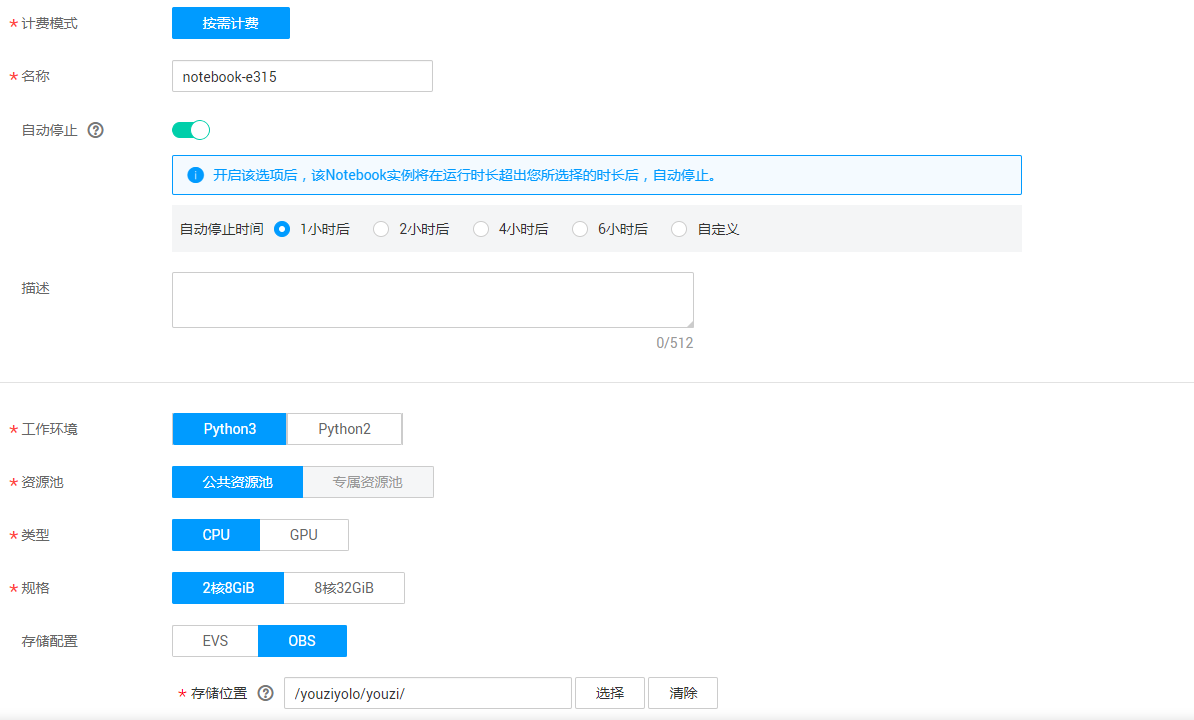 * 计费模式 按需计费
* 名称 notebook-e315
自动停止 ?
i 开启该选项后，该Notebook实例将在运行时长超出您所选择的时长后，自动停止。
自动停止时间 1小时后 2小时后 4小时后 6小时后 自定义
描述
0/512
* 工作环境 Python3 Python2
* 资源池 公共资源池 专属资源池
* 类型 CPU GPU
* 规格 2核8GiB 8核32GiB
存储配置 EVS OBS
* 存储位置 ? /youziyolo/youzi/ 选择 清除